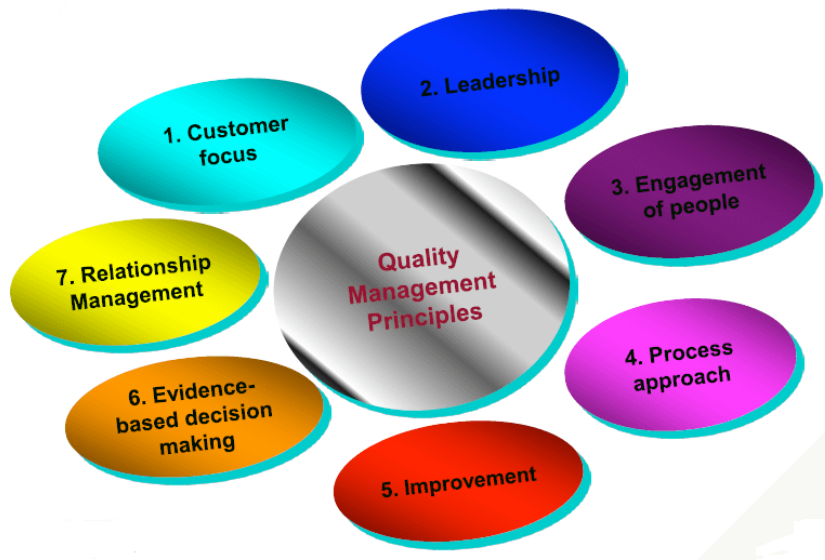 Quality
Management
Principles
1. Customer
focus
2. Leadership
3. Engagement
of people
4. Process
approach
5. Improvement
6. Evidence-
based decision
making
7. Relationship
Management